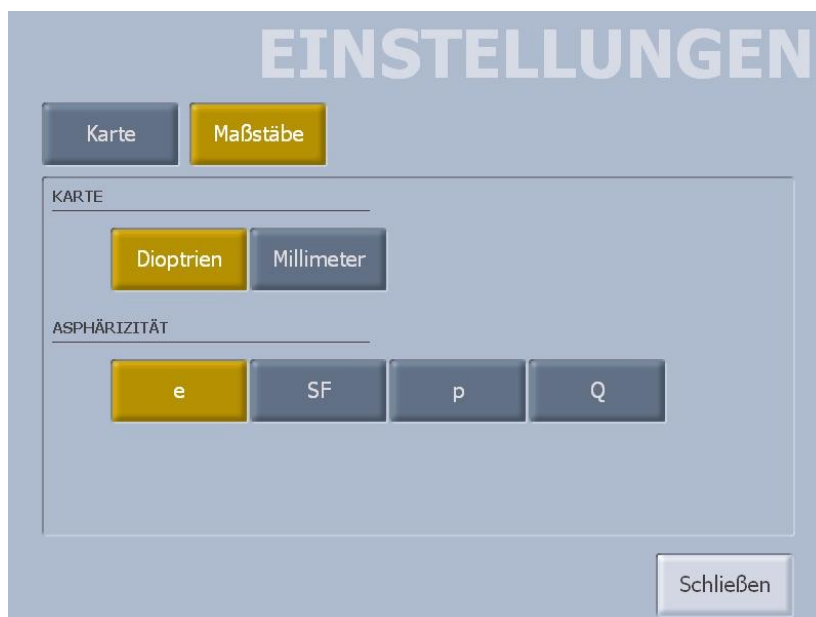 EINSTELLUNGEN
Karte Maßstäbe
KARTE
Dioptrien Millimeter
ASPHÄRIZITÄT
e SF p Q
Schließen